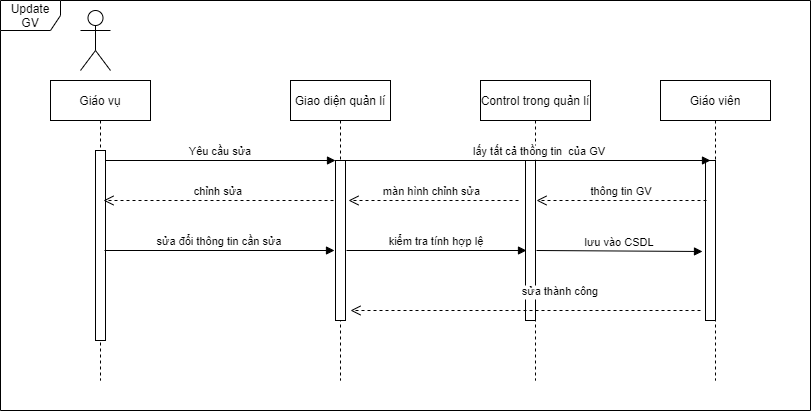 Update
GV
Giáo vụ
Giao diện quản lí
Control trong quản lí
Giáo viên
Yêu cầu sửa
lấy tất cả thông tin của GV
chỉnh sửa
màn hình chỉnh sửa
thông tin GV
sửa đổi thông tin cần sửa
kiểm tra tính hợp lệ
lưu vào CSDL
sửa thành công